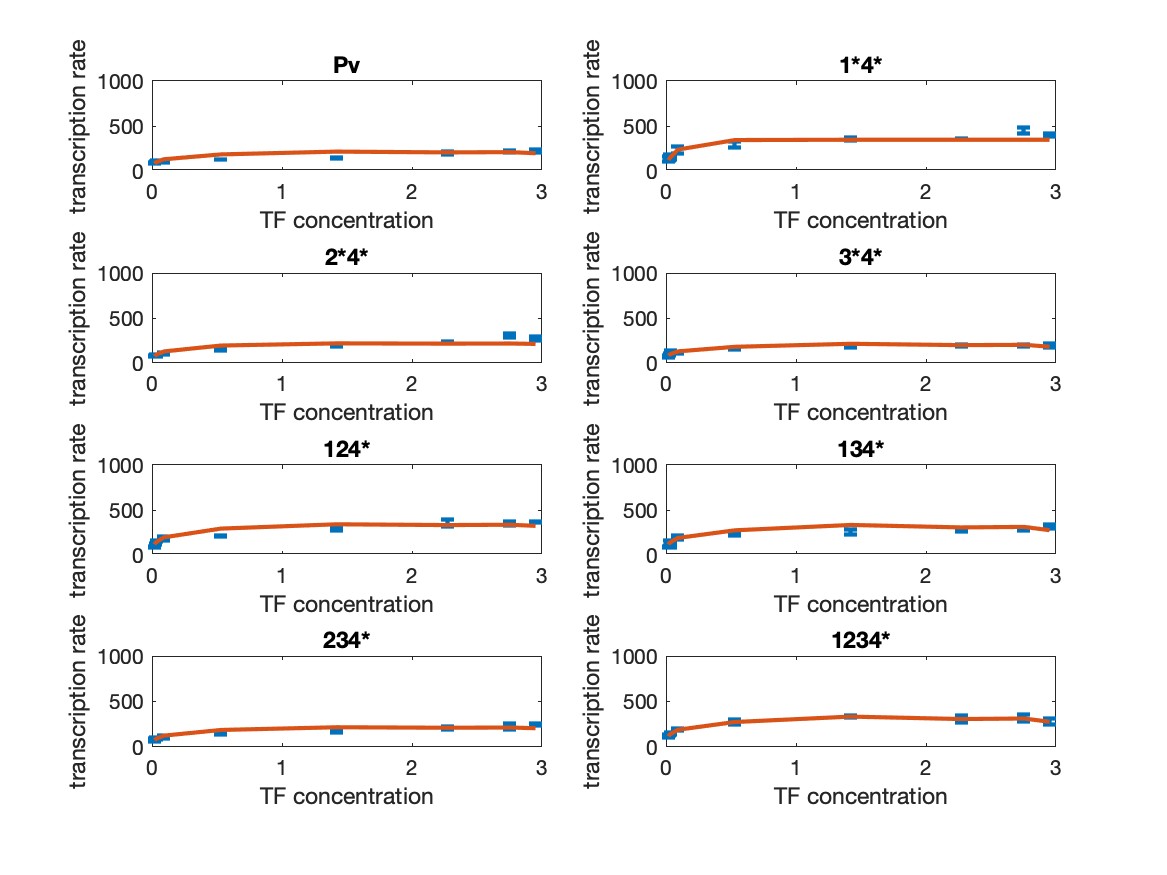 Pv
transcription rate
1000
500
0
0 1 2 3
TF concentration
1*4*
transcription rate
1000
500
0
0 1 2 3
TF concentration
2*4*
transcription rate
1000
500
0
0 1 2 3
TF concentration
3*4*
transcription rate
1000
500
0
0 1 2 3
TF concentration
124*
transcription rate
1000
500
0
0 1 2 3
TF concentration
134*
transcription rate
1000
500
0
0 1 2 3
TF concentration
234*
transcription rate
1000
500
0
0 1 2 3
TF concentration
1234*
transcription rate
1000
500
0
0 1 2 3
TF concentration